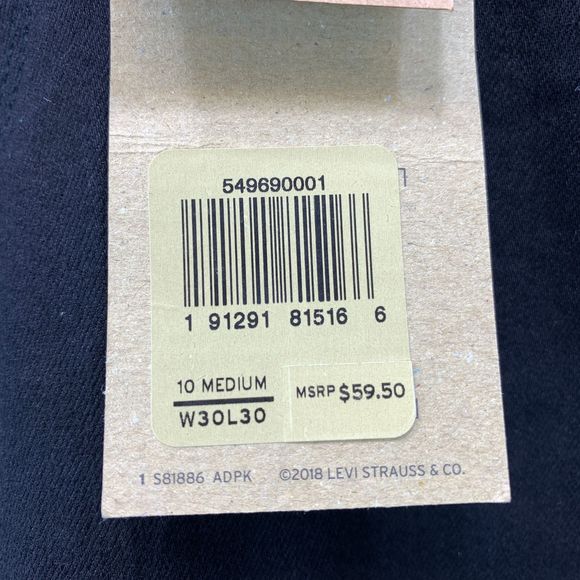 549690001
1 91291 81516 6
10 MEDIUM
W30L30
MSRP $59.50
1 S81886 ADPK ©2018 LEVI STRAUSS & CO.